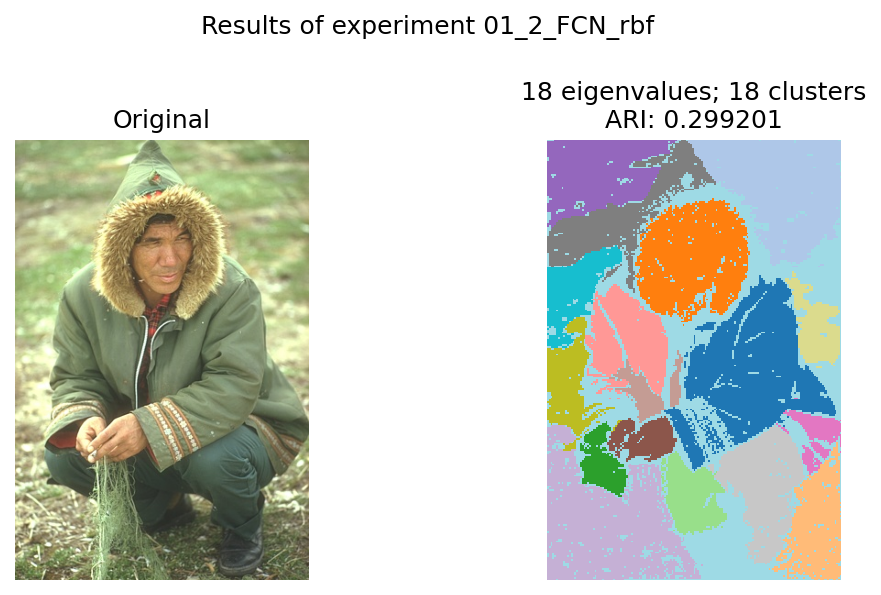 Results of experiment 01_2_FCN_rbf
Original
18 eigenvalues; 18 clusters
ARI: 0.299201